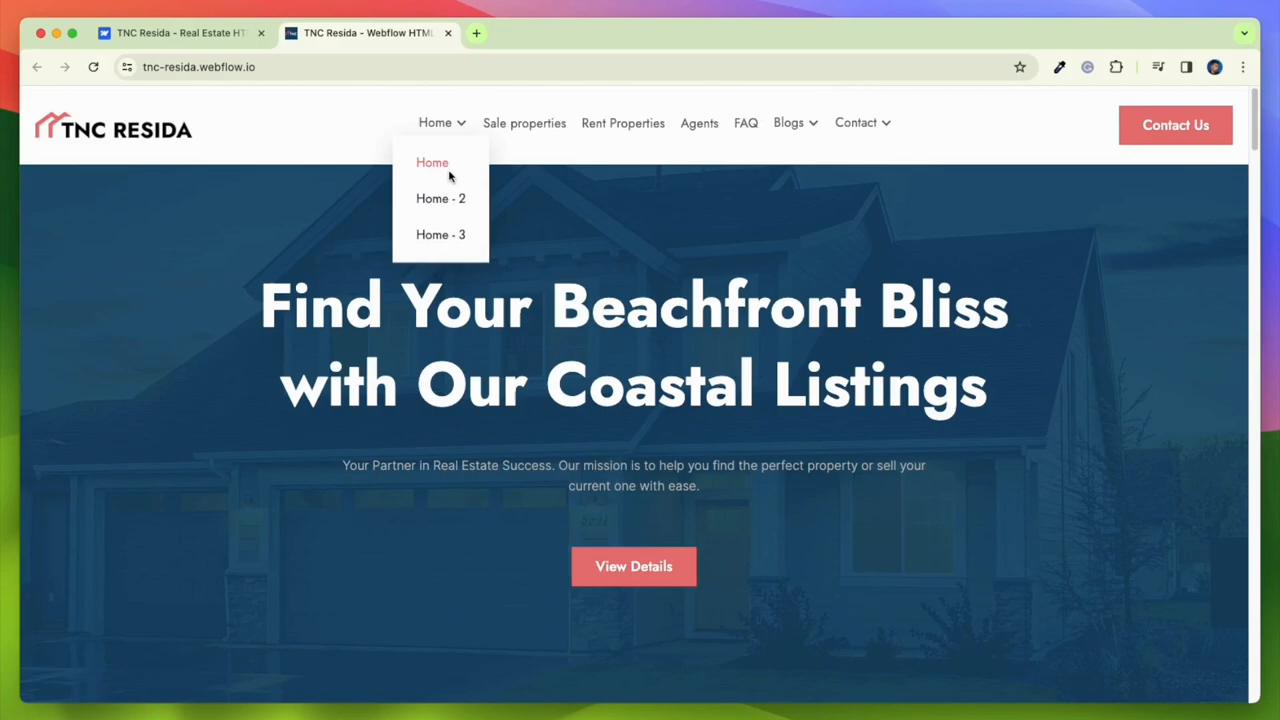 TNC Resida - Real Estate HT
TNC Resida - Webflow HTML
tnc-resida.webflow.io
TNC RESIDA
Home
Sale properties
Rent Properties
Agents
FAQ
Blogs
Contact
Contact Us
Home
Home - 2
Home - 3
Find Your Beachfront Bliss
with Our Coastal Listings
Your Partner in Real Estate Success. Our mission is to help you find the perfect property or sell your
current one with ease.
View Details